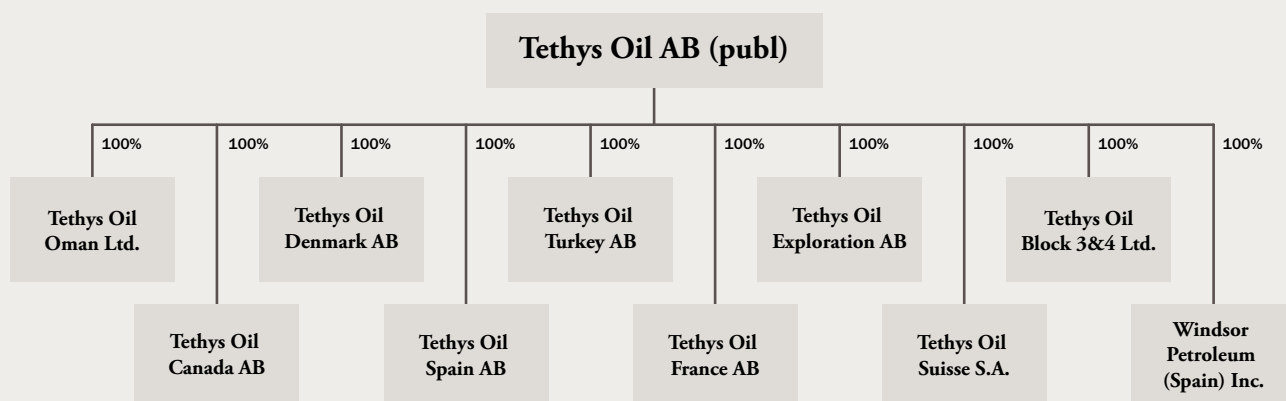 Tethys Oil AB (publ)
100%
100%
100%
100%
100%
100%
100%
100%
100%
100%
Tethys Oil
Oman Ltd.
Tethys Oil
Denmark AB
Tethys Oil
Turkey AB
Tethys Oil
Exploration AB
Tethys Oil
Block 3&4 Ltd.
Tethys Oil
Canada AB
Tethys Oil
Spain AB
Tethys Oil
France AB
Tethys Oil
Suisse S.A.
Windsor
Petroleum
(Spain) Inc.